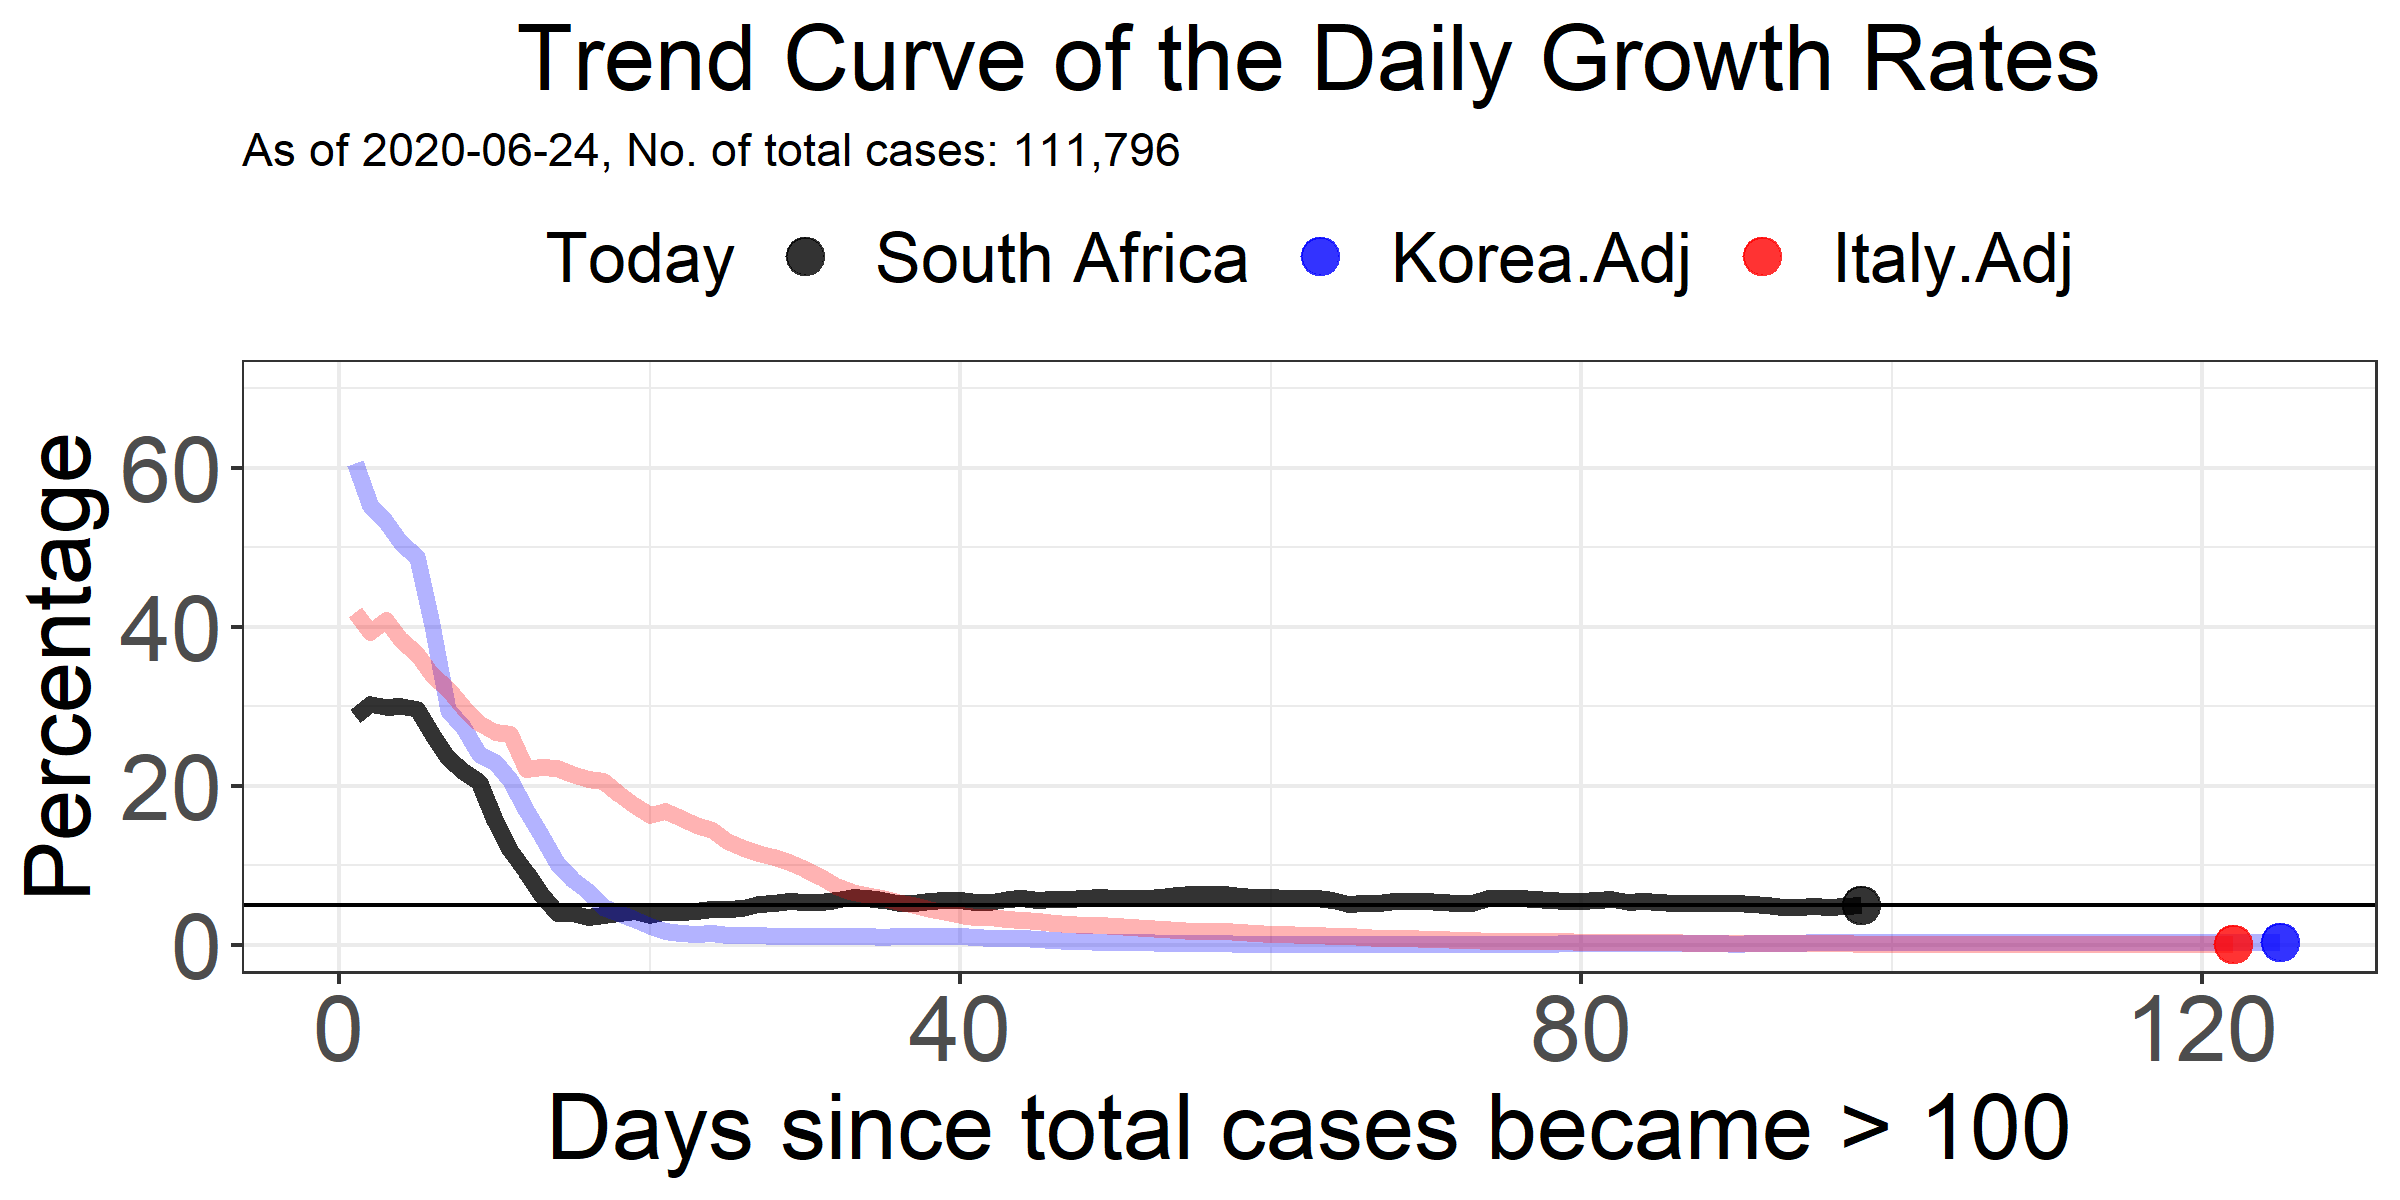 Trend Curve of the Daily Growth Rates
As of 2020-06-24, No. of total cases: 111,796
Today South Africa Korea.Adj Italy.Adj
Percentage
60
40
20
0
0 40 80 120
Days since total cases became > 100